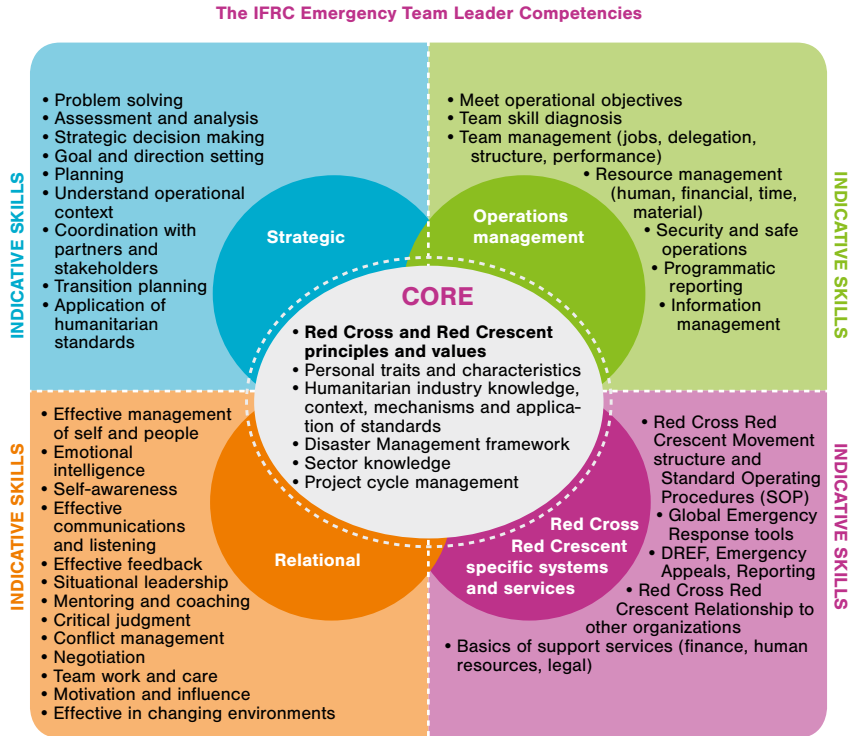 The IFRC Emergency Team Leader Competencies
INDICATIVE SKILLS
• Problem solving
• Assessment and analysis
• Strategic decision making
• Goal and direction setting
• Planning
• Understand operational
context
• Coordination with
partners and
stakeholders
• Transition planning
• Application of
humanitarian
standards
Strategic
• Meet operational objectives
• Team skill diagnosis
• Team management (jobs, delegation,
structure, performance)
• Resource management
(human, financial, time,
material)
• Security and safe
operations
• Programmatic
reporting
• Information
management
Operations
management
INDICATIVE SKILLS
CORE
• Red Cross and Red Crescent
principles and values
• Personal traits and characteristics
• Humanitarian industry knowledge,
context, mechanisms and applica-
tion of standards
• Disaster Management framework
• Sector knowledge
• Project cycle management
INDICATIVE SKILLS
• Effective management
of self and people
• Emotional
intelligence
• Self-awareness
• Effective
communications
and listening
• Effective feedback
• Situational leadership
• Mentoring and coaching
• Critical judgment
• Conflict management
• Negotiation
• Team work and care
• Motivation and influence
• Effective in changing environments
Relational
Red Cross
Red Crescent
specific systems
and services
• Red Cross Red
Crescent Movement
structure and
Standard Operating
Procedures (SOP)
• Global Emergency
Response tools
• DREF, Emergency
Appeals, Reporting
• Red Cross Red
Crescent Relationship to
other organizations
• Basics of support services (finance, human
resources, legal)
INDICATIVE SKILLS